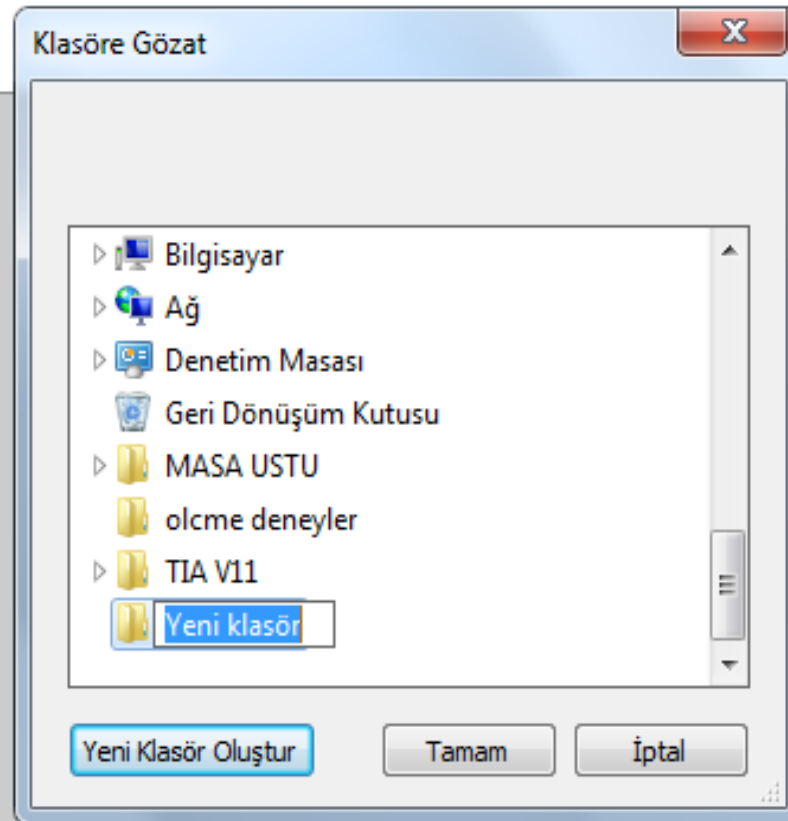 Klasöre Gözat
Bilgisayar
Ağ
Denetim Masası
Geri Dönüşüm Kutusu
MASA USTU
olcme deneyler
TIA V11
Yeni klasör
Yeni Klasör Oluştur Tamam İptal